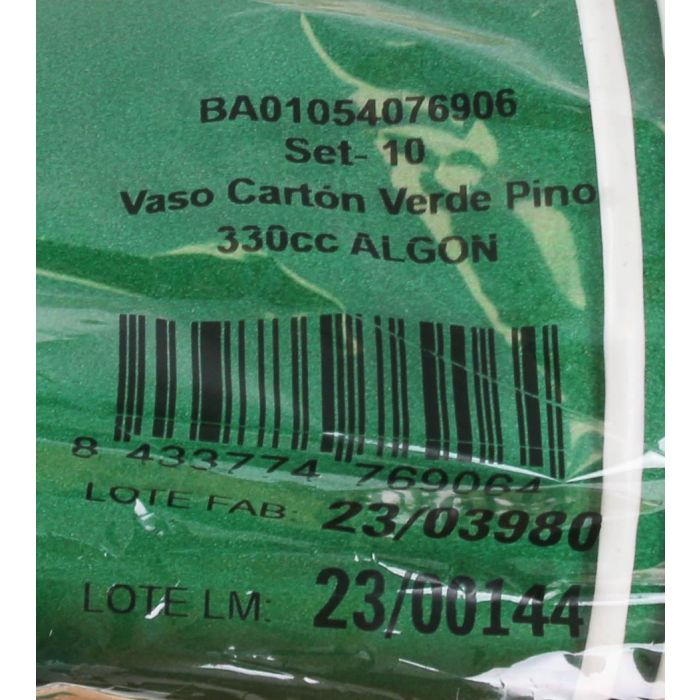 BA01054076906
Set- 10
Vaso Cartón Verde Pino
330cc ALGON
8 433774 769064
LOTE FAB: 23/03980
LOTE LM: 23/00144